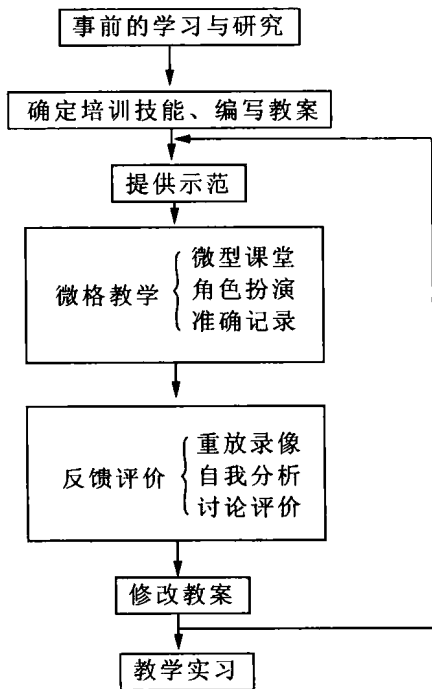 事前的学习与研究
确定培训技能、编写教案
提供示范
微型课堂
微格教学 角色扮演
准确记录
重放录像
反馈评价 自我分析
讨论评价
修改教案
教学实习